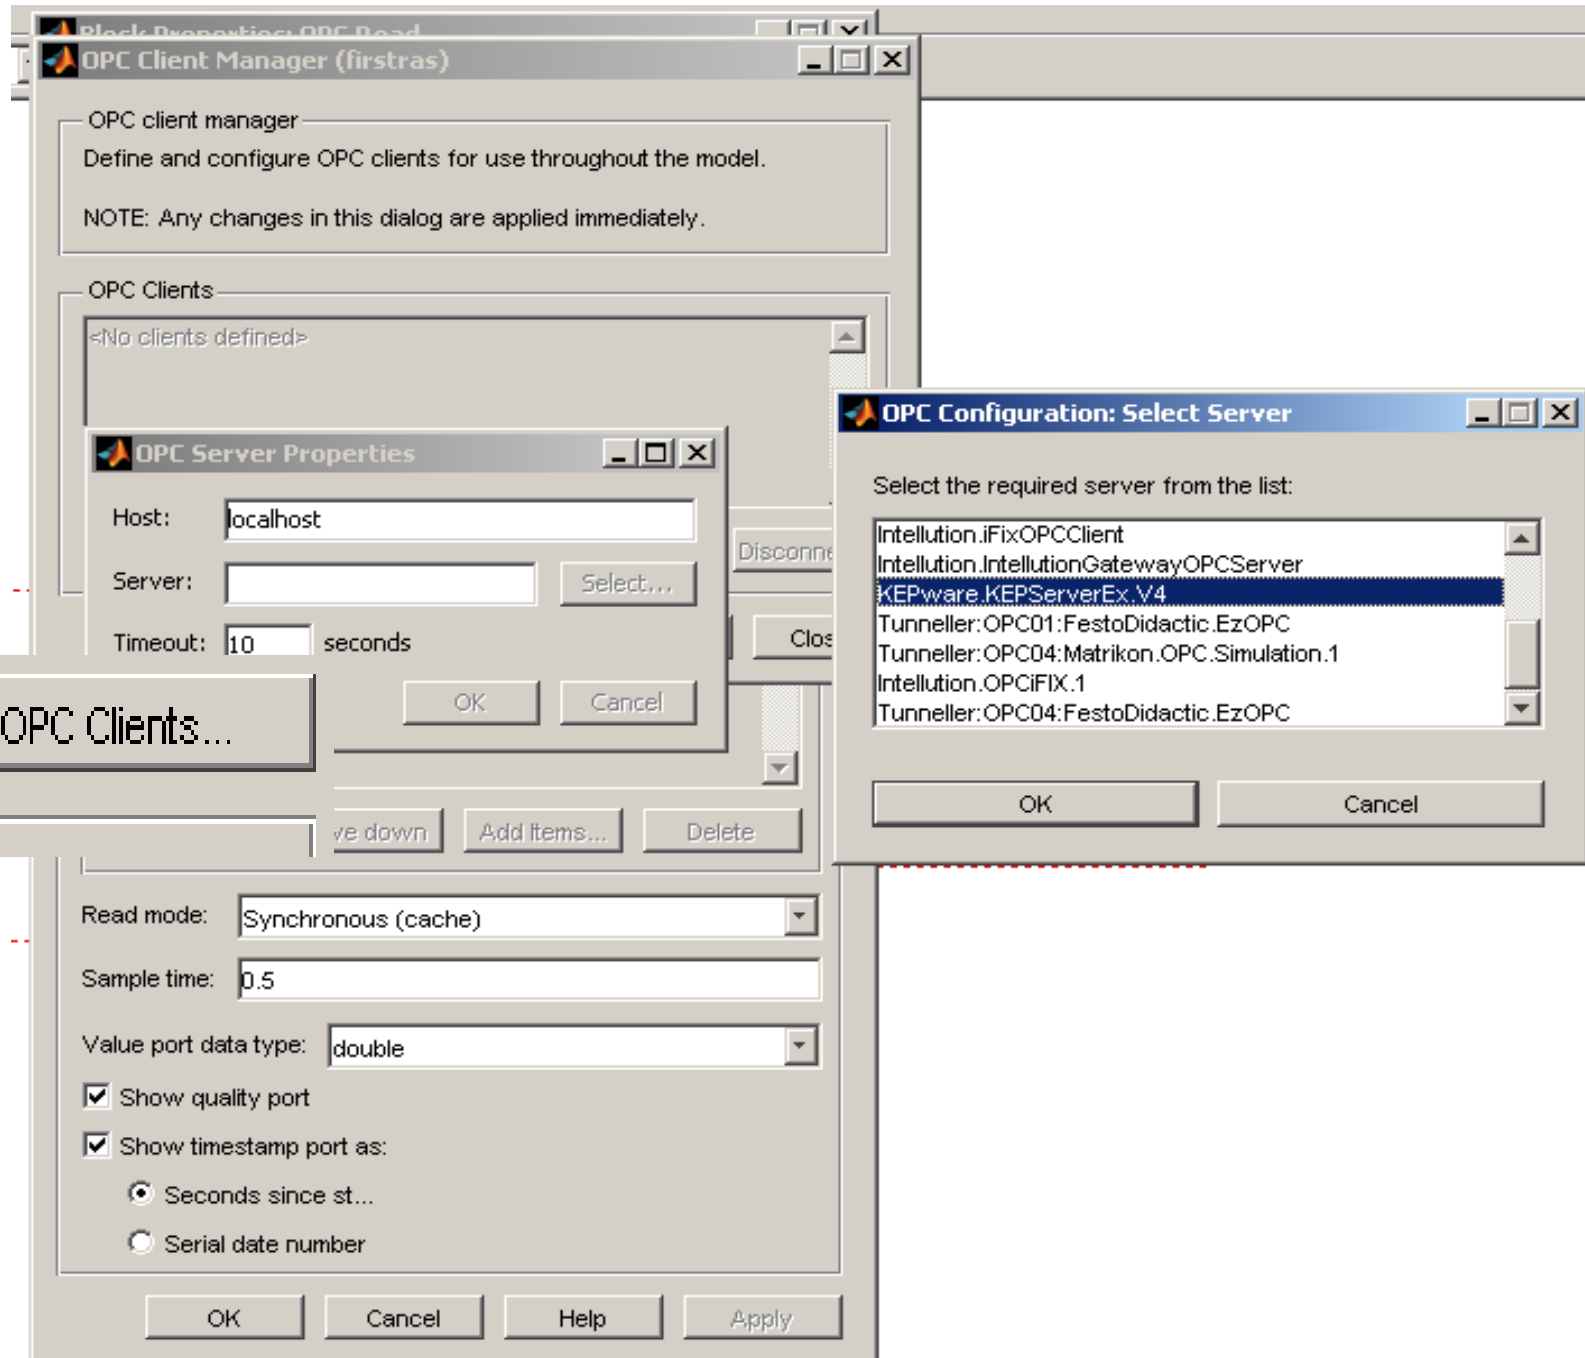 Block Properties: OPC Read
OPC Client Manager (firstras)
OPC client manager
Define and configure OPC clients for use throughout the model.
NOTE: Any changes in this dialog are applied immediately.
OPC Clients
<No clients defined>
OPC Server Properties
Host: localhost
Server: Select...
Timeout: 10 seconds
OK Cancel
Disconne
Clos
OPC Configuration: Select Server
Select the required server from the list:
Intellution.iFixOPCClient
Intellution.IntellutionGatewayOPCServer
KEPware.KEPServerEx.V4
Tunneller:OPC01:FestoDidactic.EzOPC
Tunneller:OPC04:Matrikon.OPC.Simulation.1
Intellution.OPCiFIX.1
Tunneller:OPC04:FestoDidactic.EzOPC
OK Cancel
OPC Clients...
ve down Add Items... Delete
Read mode: Synchronous (cache)
Sample time: 0.5
Value port data type: double
Show quality port
Show timestamp port as:
Seconds since st...
Serial date number
OK Cancel Help Apply